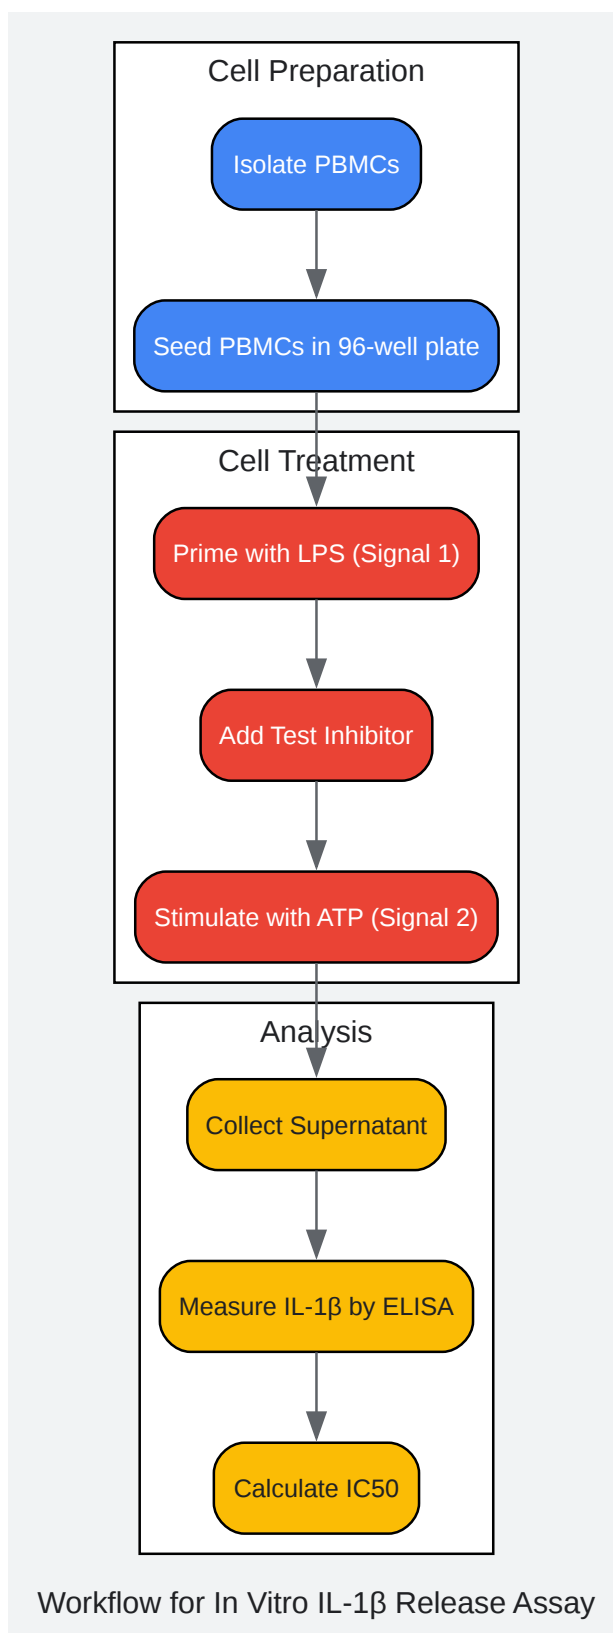 Cell Preparation
Isolate PBMCs
Seed PBMCs in 96-well plate
Cell Treatment
Prime with LPS (Signal 1)
Add Test Inhibitor
Stimulate with ATP (Signal 2)
Analysis
Collect Supernatant
Measure IL-1β by ELISA
Calculate IC50
Workflow for In Vitro IL-1β Release Assay